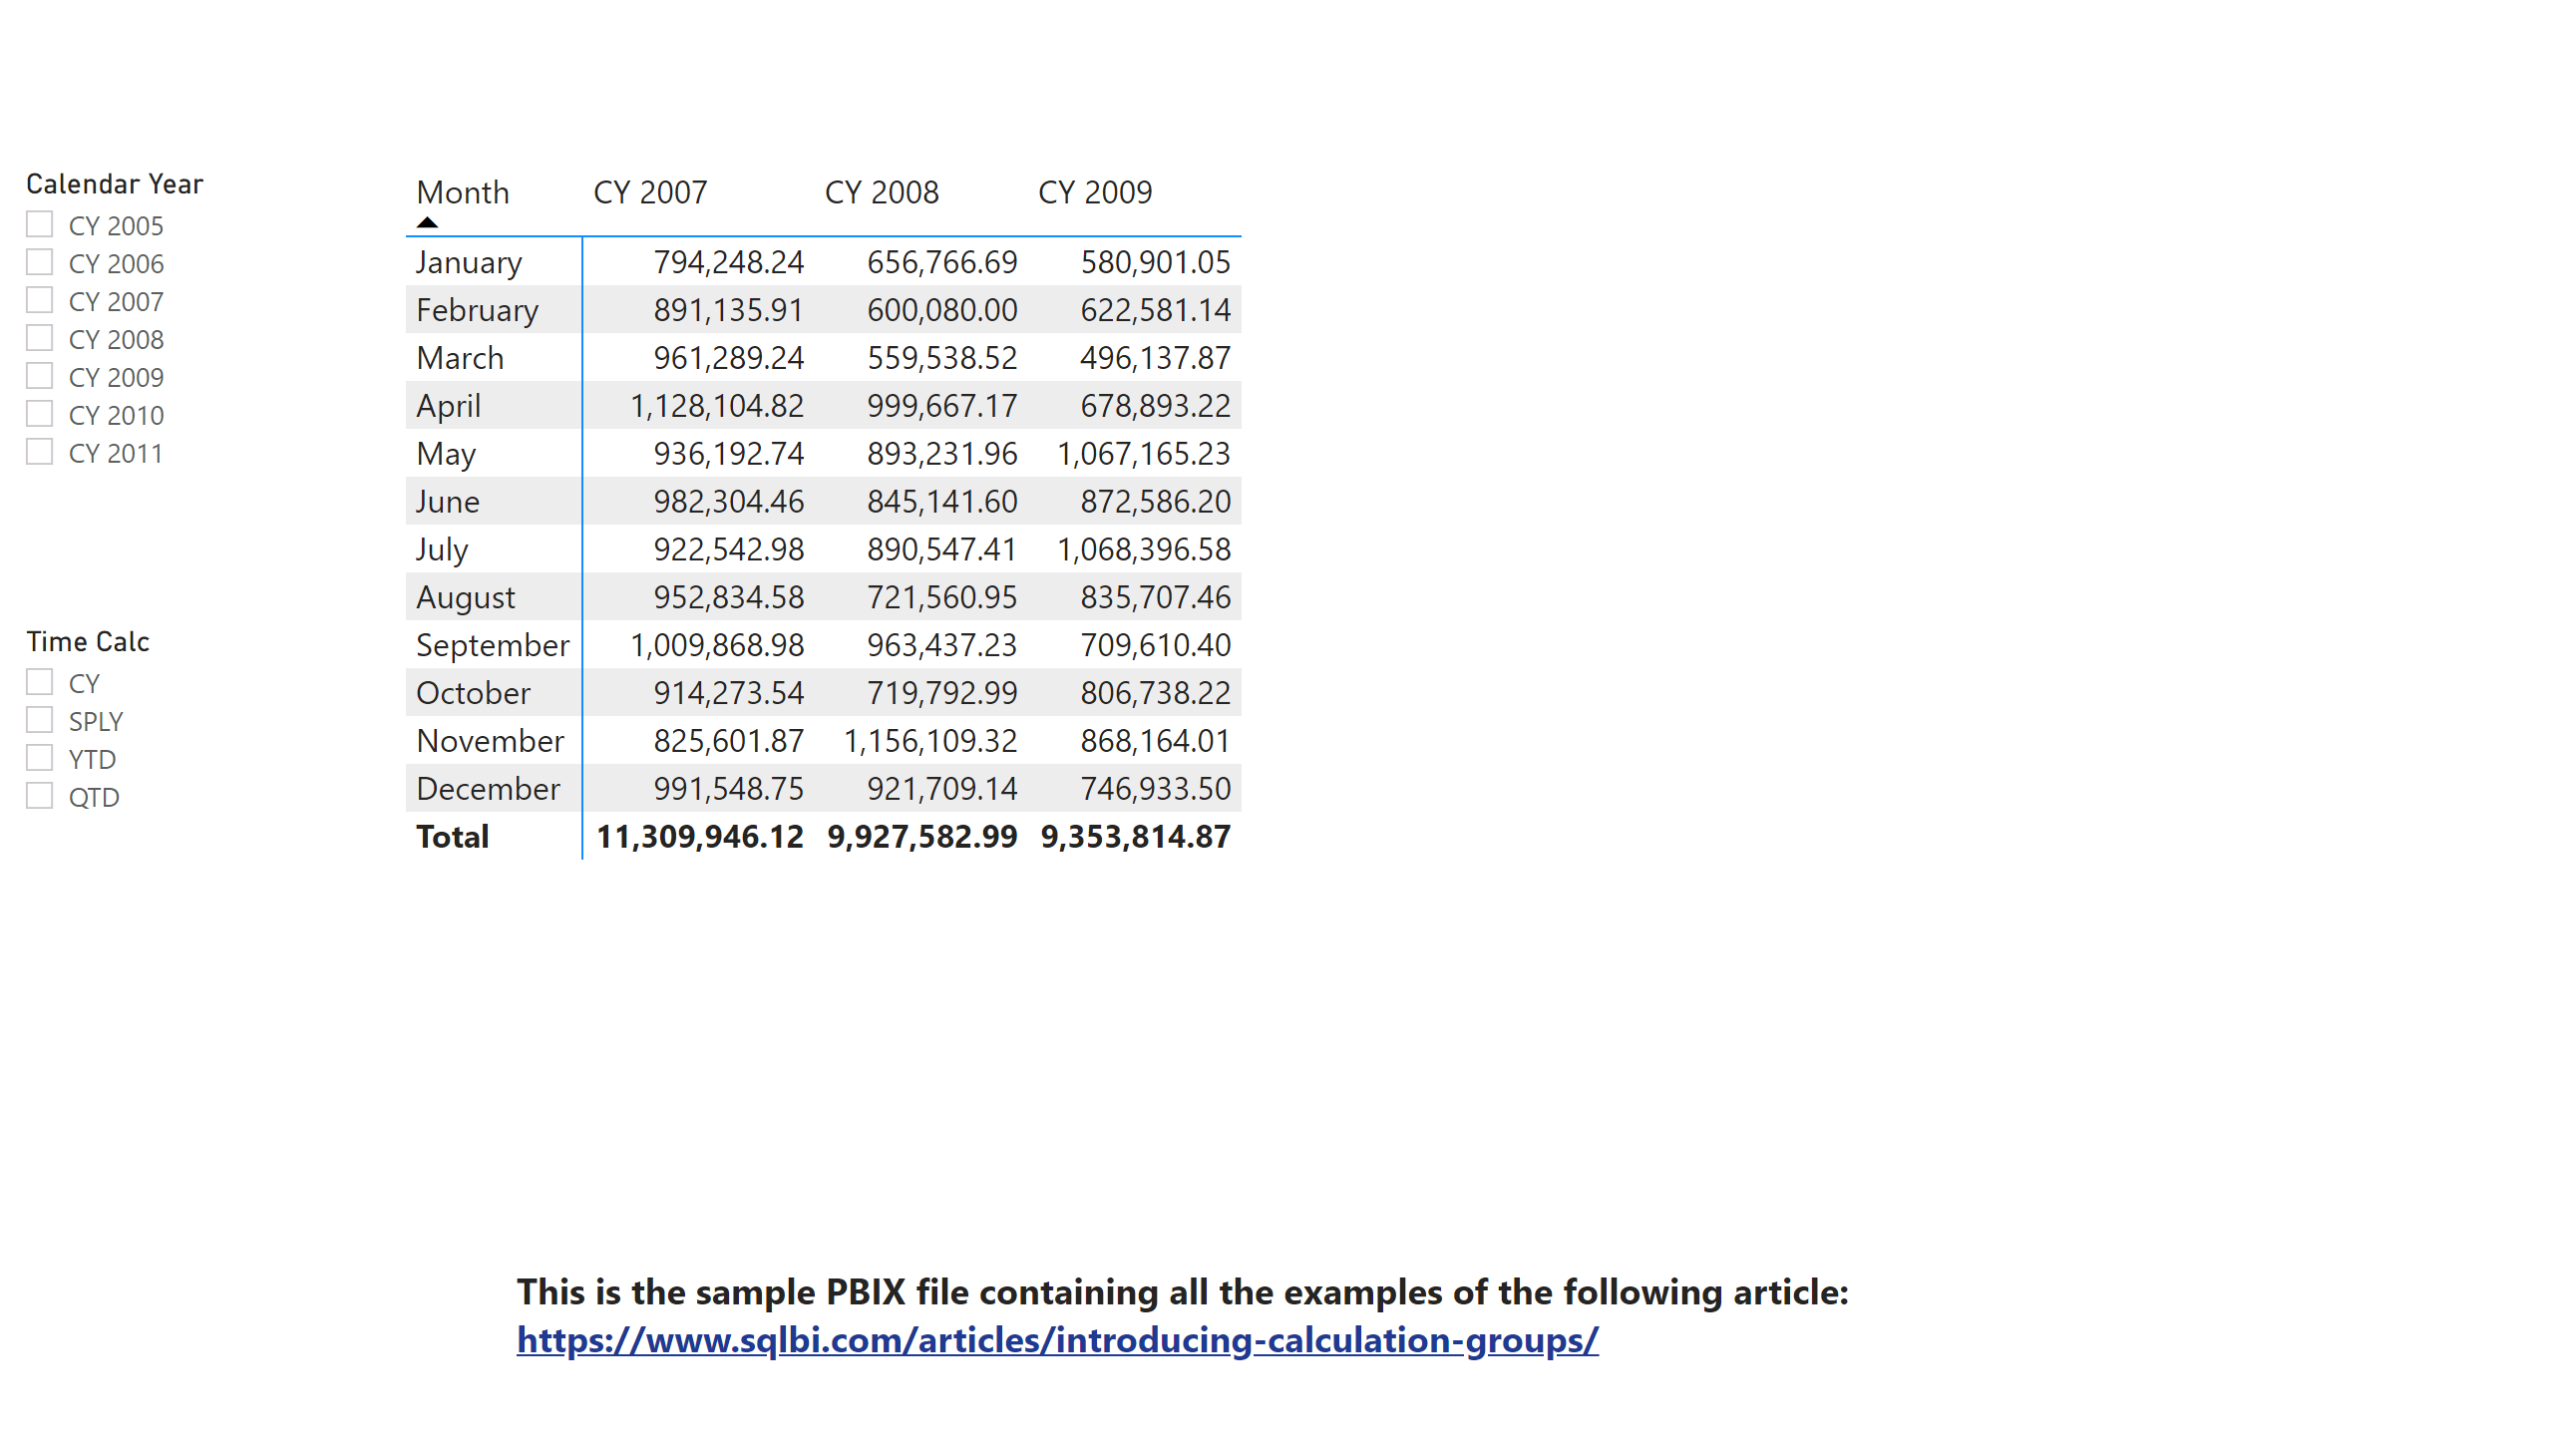 Calendar Year
CY 2005
CY 2006
CY 2007
CY 2008
CY 2009
CY 2010
CY 2011
Time Calc
CY
SPLY
YTD
QTD
Month CY 2007 CY 2008 CY 2009
January 794,248.24 656,766.69 580,901.05
February 891,135.91 600,080.00 622,581.14
March 961,289.24 559,538.52 496,137.87
April 1,128,104.82 999,667.17 678,893.22
May 936,192.74 893,231.96 1,067,165.23
June 982,304.46 845,141.60 872,586.20
July 922,542.98 890,547.41 1,068,396.58
August 952,834.58 721,560.95 835,707.46
September 1,009,868.98 963,437.23 709,610.40
October 914,273.54 719,792.99 806,738.22
November 825,601.87 1,156,109.32 868,164.01
December 991,548.75 921,709.14 746,933.50
Total 11,309,946.12 9,927,582.99 9,353,814.87
This is the sample PBIX file containing all the examples of the following article:
https://www.sqlbi.com/articles/introducing-calculation-groups/